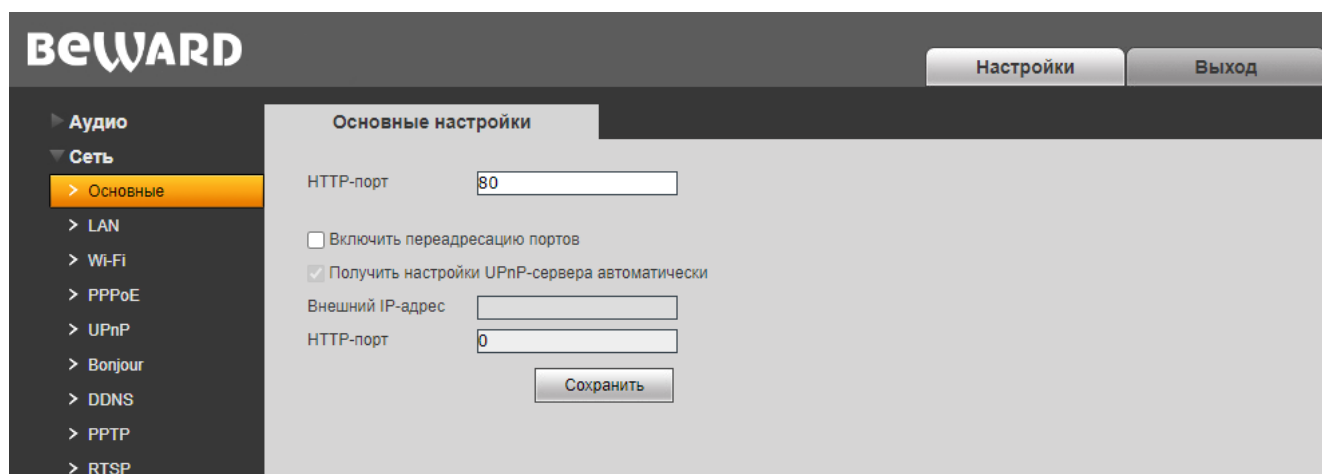 BEWARD
Настройки
Выход
Аудио
Сеть
> Основные
> LAN
> Wi-Fi
> PPPoE
> UPnP
> Bonjour
> DDNS
> PPTP
> RTSP
Основные настройки
HTTP-порт 80
Включить переадресацию портов
Получить настройки UPnP-сервера автоматически
Внешний IP-адрес
HTTP-порт 0
Сохранить